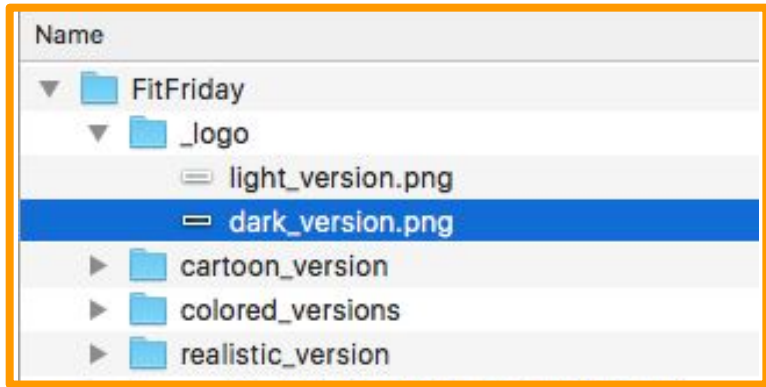 Name
FitFriday
_logo
light_version.png
dark_version.png
cartoon_version
colored_versions
realistic_version